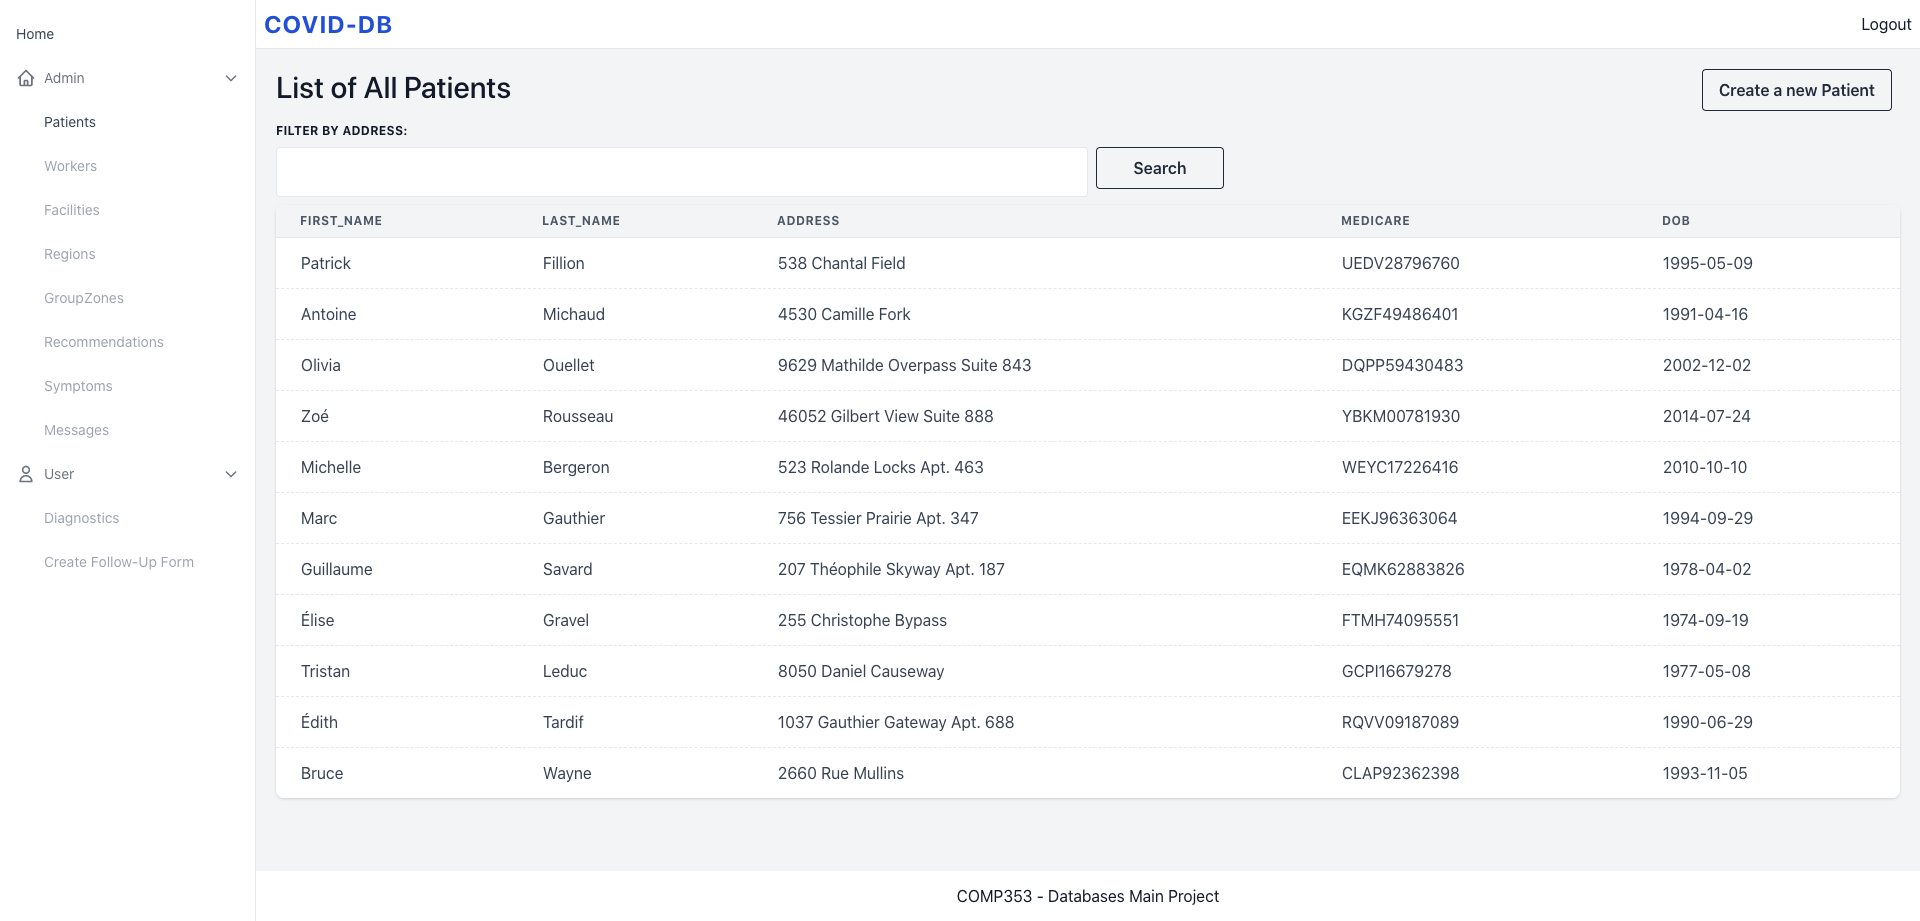 Home
Admin
Patients
Workers
Facilities
Regions
GroupZones
Recommendations
Symptoms
Messages
User
Diagnostics
Create Follow-Up Form
COVID-DB
Logout
List of All Patients
Create a new Patient
FILTER BY ADDRESS:
Search
FIRST_NAME LAST_NAME ADDRESS MEDICARE DOB
Patrick Fillion 538 Chantal Field UEDV28796760 1995-05-09
Antoine Michaud 4530 Camille Fork KGZF49486401 1991-04-16
Olivia Ouellet 9629 Mathilde Overpass Suite 843 DQPP59430483 2002-12-02
Zoé Rousseau 46052 Gilbert View Suite 888 YBKM00781930 2014-07-24
Michelle Bergeron 523 Rolande Locks Apt. 463 WEYC17226416 2010-10-10
Marc Gauthier 756 Tessier Prairie Apt. 347 EEKJ96363064 1994-09-29
Guillaume Savard 207 Théophile Skyway Apt. 187 EQMK62883826 1978-04-02
Élise Gravel 255 Christophe Bypass FTMH74095551 1974-09-19
Tristan Leduc 8050 Daniel Causeway GCPI16679278 1977-05-08
Édith Tardif 1037 Gauthier Gateway Apt. 688 RQVV09187089 1990-06-29
Bruce Wayne 2660 Rue Mullins CLAP92362398 1993-11-05
COMP353 - Databases Main Project